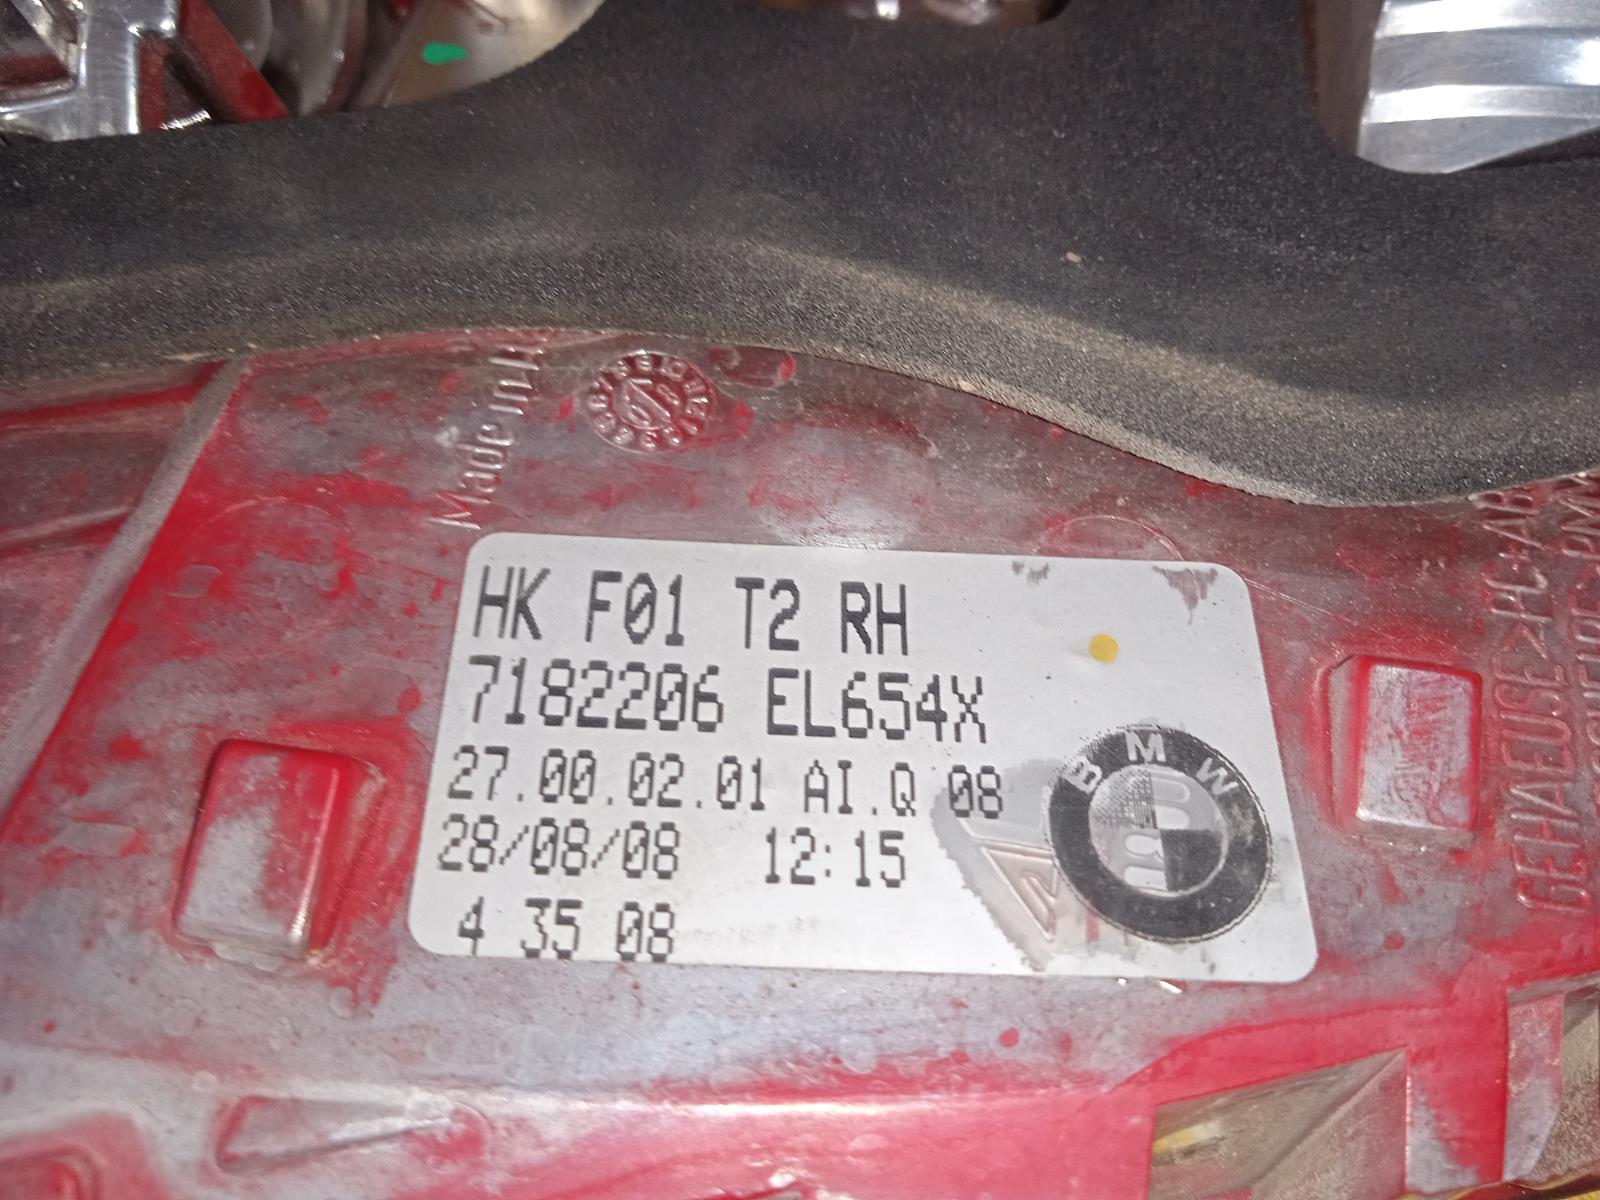 Made in
HK F01 T2 RH
7182206 EL654X
27.00.02.01 AI.Q 08
28/08/08 12:15
4 35 08
BMW
GEHAEUSE>